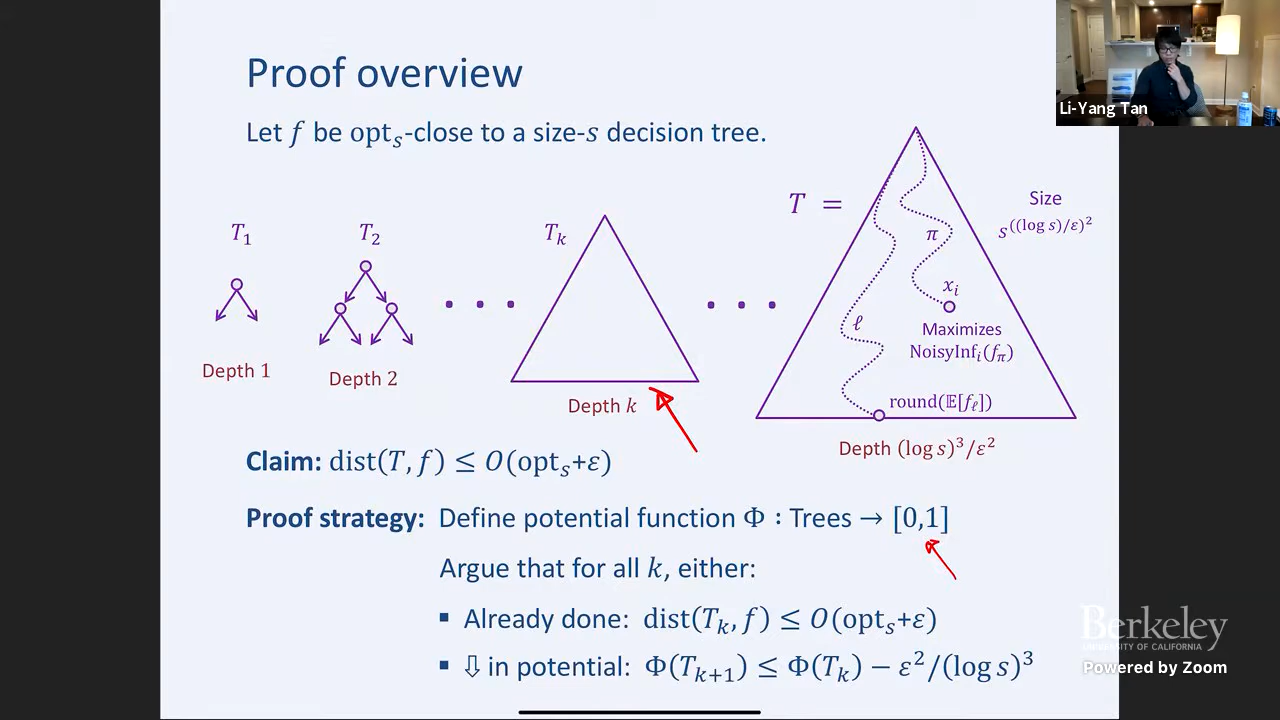 Proof overview
Let f be opt_s-close to a size-s decision tree.
T_1
T_2
T_k
T =
Size
s^((log s)/ε)^2
π
x_i
Maximizes
NoisyInf_i(f_π)
ℓ
round(𝔼[f_ℓ])
Depth 1
Depth 2
Depth k
Depth (log s)^3/ε^2
Claim: dist(T, f) ≤ O(opt_s+ε)
Proof strategy: Define potential function Φ : Trees → [0,1]
Argue that for all k, either:
▪ Already done: dist(T_k, f) ≤ O(opt_s+ε)
▪ ⇩ in potential: Φ(T_{k+1}) ≤ Φ(T_k) − ε^2/(log s)^3
Li-Yang Tan
Berkeley
UNIVERSITY OF CALIFORNIA
Powered by Zoom